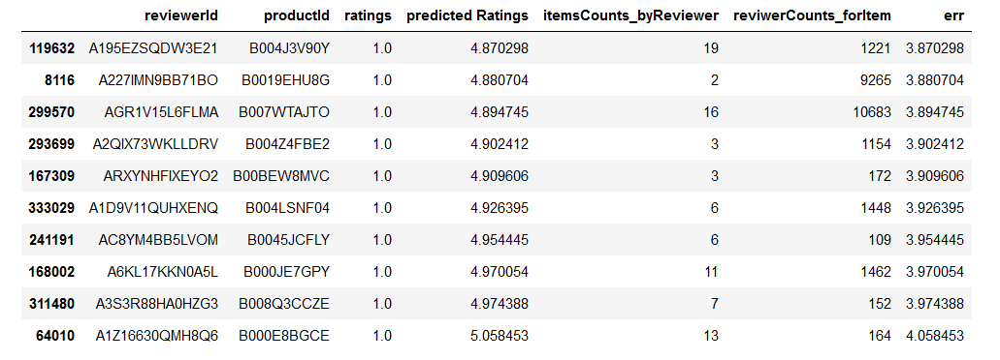 reviewerId productId ratings predicted Ratings itemsCounts_byReviewer reviwerCounts_forItem err
119632 A195EZSQDW3E21 B004J3V90Y 1.0 4.870298 19 1221 3.870298
8116 A227IMN9BB71BO B0019EHU8G 1.0 4.880704 2 9265 3.880704
299570 AGR1V15L6FLMA B007WTAJTO 1.0 4.894745 16 10683 3.894745
293699 A2QIX73WKLLDRV B004Z4FBE2 1.0 4.902412 3 1154 3.902412
167309 ARXYNHFIXEYO2 B00BEW8MVC 1.0 4.909606 3 172 3.909606
333029 A1D9V11QUHXENQ B004LSNF04 1.0 4.926395 6 1448 3.926395
241191 AC8YM4BB5LVOM B0045JCFLY 1.0 4.954445 6 109 3.954445
168002 A6KL17KKN0A5L B000JE7GPY 1.0 4.970054 11 1462 3.970054
311480 A3S3R88HA0HZG3 B008Q3CCZE 1.0 4.974388 7 152 3.974388
64010 A1Z16630QMH8Q6 B000E8BGCE 1.0 5.058453 13 164 4.058453